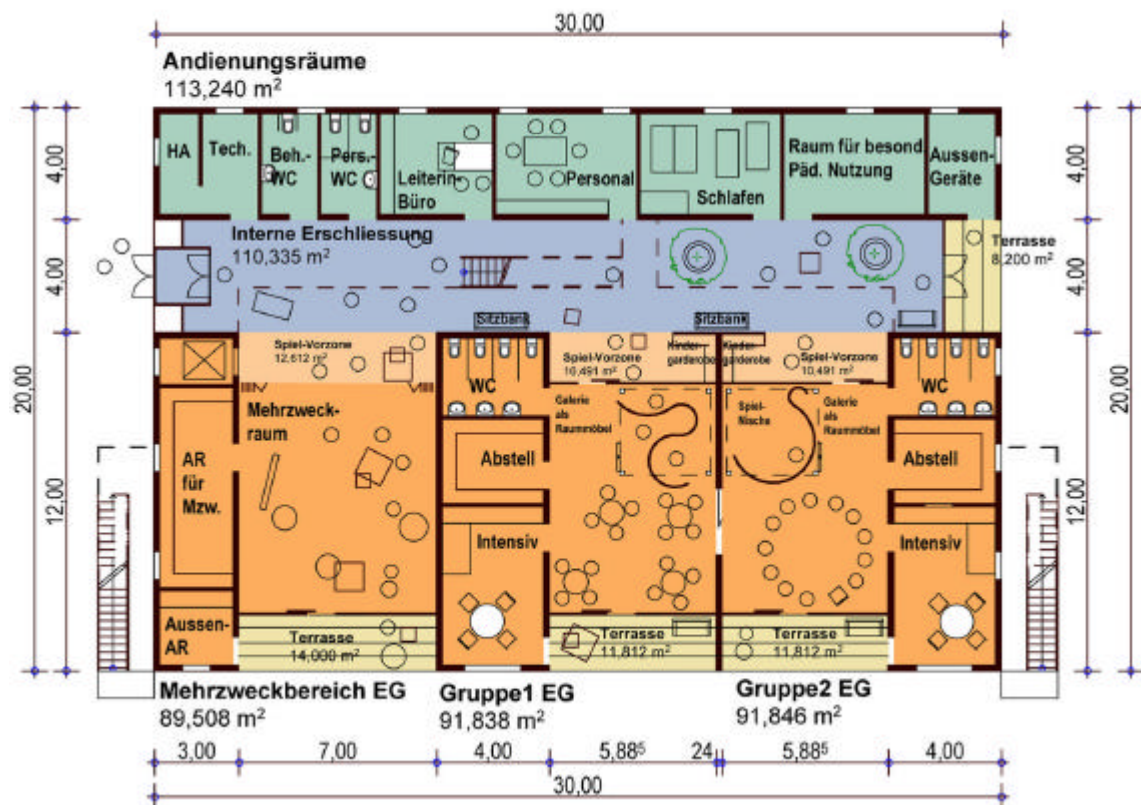 30,00
Andienungsräume
113,240 m²
HA
Tech.
Beh.-
WC
Pers.-
WC
Leiterin-
Büro
Personal
Schlafen
Raum für besond.
Päd. Nutzung
Aussen-
Geräte
4,00
4,00
Interne Erschliessung
110,335 m²
Terrasse
8,200 m²
4,00
4,00
Sitzbank
Sitzbank
Spiel-Vorzone
12,612 m²
Spiel-Vorzone
10,491 m²
Kinder-
garderobe
Kinder-
garderobe
Spiel-Vorzone
10,491 m²
20,00
20,00
WC
WC
Mehrzweck-
raum
Galerie
als
Raummöbel
Spiel-
Nische
Galerie
als
Raummöbel
AR
für
Mzw.
Abstell
Abstell
12,00
12,00
Intensiv
Intensiv
Aussen-
AR
Terrasse
14,000 m²
Terrasse
11,812 m²
Terrasse
11,812 m²
Mehrzweckbereich EG
89,508 m²
Gruppe1 EG
91,838 m²
Gruppe2 EG
91,846 m²
3,00
7,00
4,00
5,88⁵
24
5,88⁵
4,00
30,00